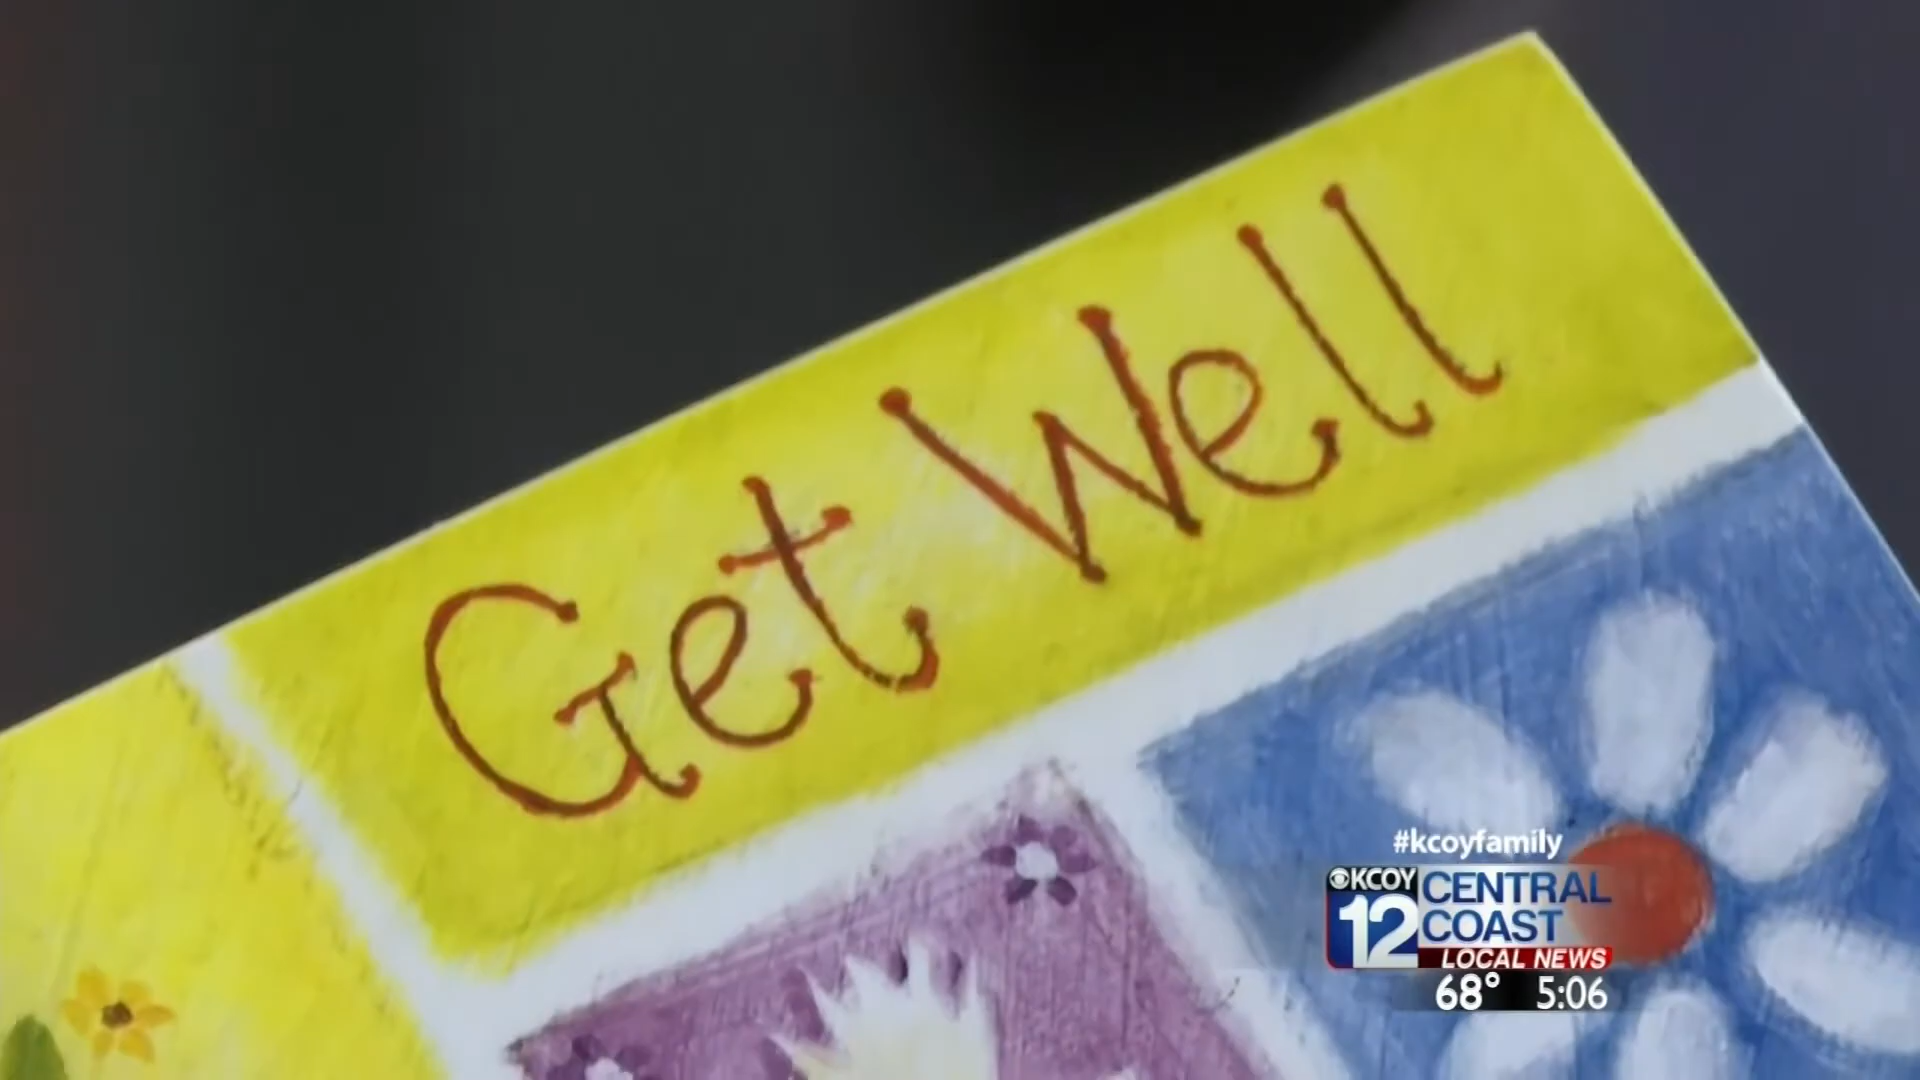 Get Well
#kcoyfamily
KCOY
12
CENTRAL
COAST
LOCAL NEWS
68° 5:06